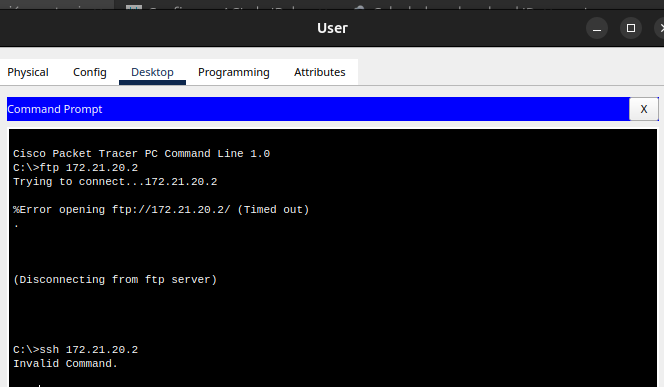 User
Physical Config Desktop Programming Attributes
Command Prompt X
Cisco Packet Tracer PC Command Line 1.0
C:\>ftp 172.21.20.2
Trying to connect...172.21.20.2
%Error opening ftp://172.21.20.2/ (Timed out)
.
(Disconnecting from ftp server)
C:\>ssh 172.21.20.2
Invalid Command.